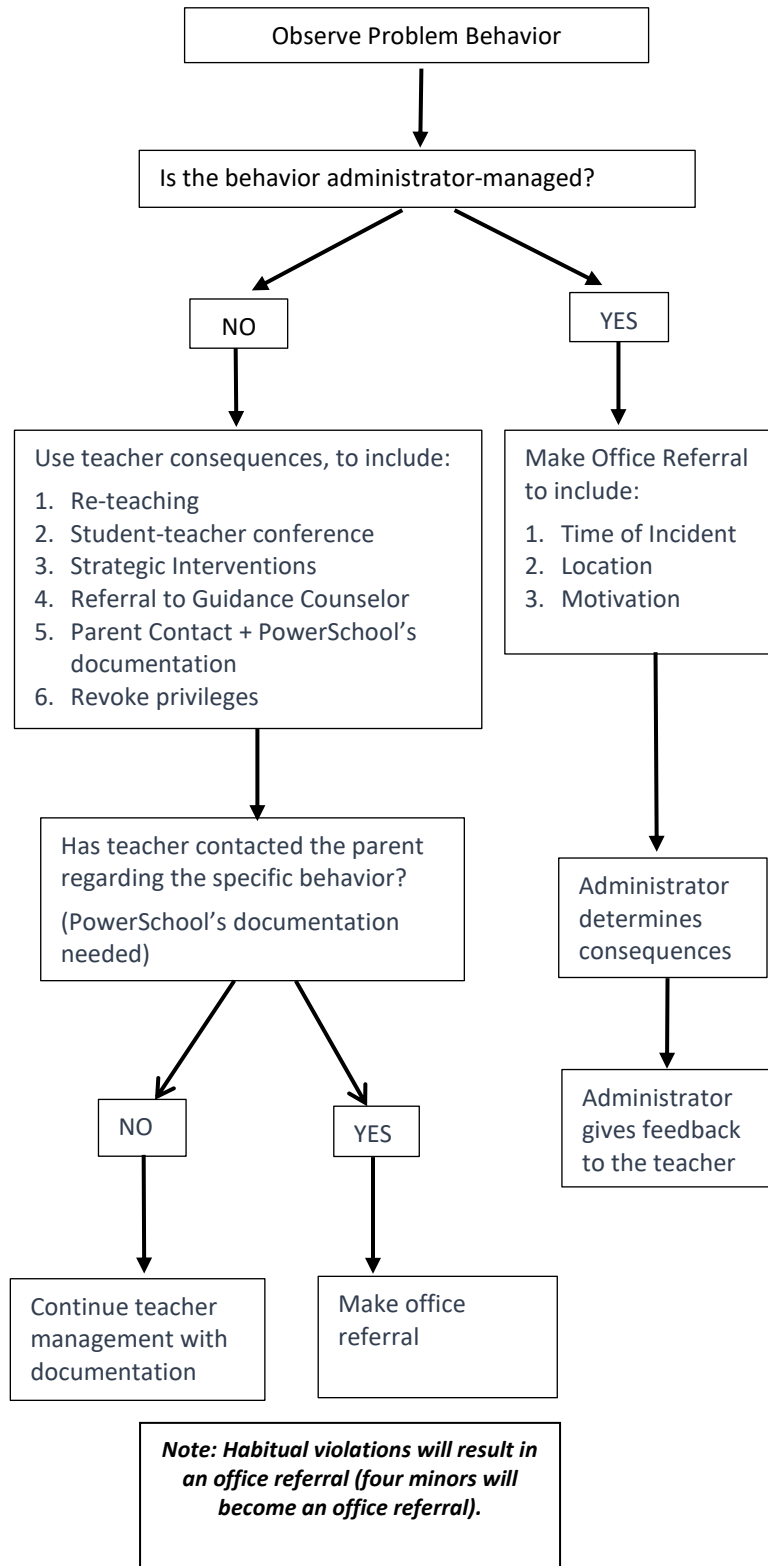 Observe Problem Behavior
Is the behavior administrator-managed?
NO
YES
Use teacher consequences, to include:
1. Re-teaching
2. Student-teacher conference
3. Strategic Interventions
4. Referral to Guidance Counselor
5. Parent Contact + PowerSchool’s
documentation
6. Revoke privileges
Make Office Referral
to include:
1. Time of Incident
2. Location
3. Motivation
Has teacher contacted the parent
regarding the specific behavior?
(PowerSchool’s documentation
needed)
Administrator
determines
consequences
Administrator
gives feedback
to the teacher
NO
YES
Continue teacher
management with
documentation
Make office
referral
Note: Habitual violations will result in
an office referral (four minors will
become an office referral).